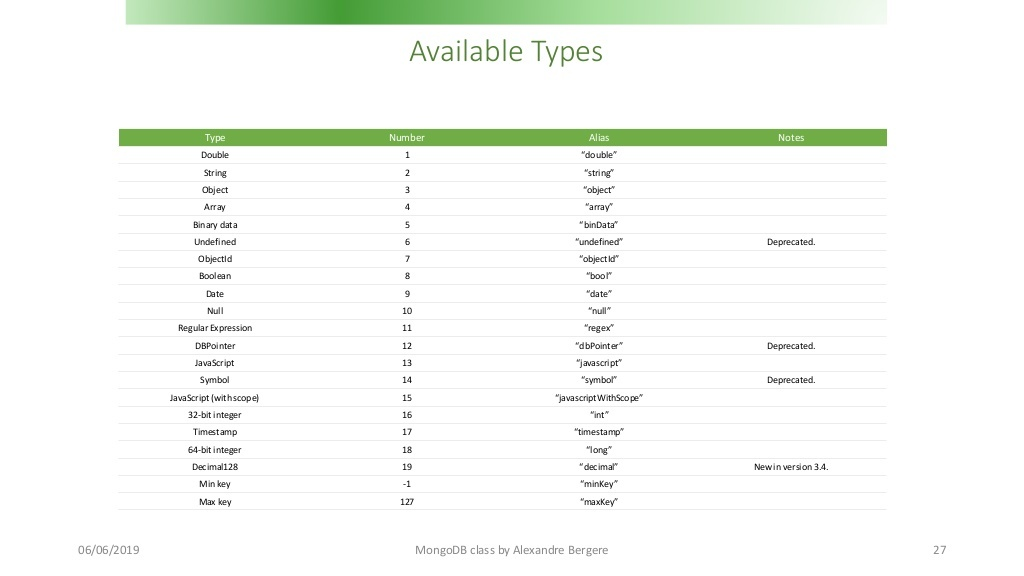 Available Types
Type Number Alias Notes
Double 1 “double”
String 2 “string”
Object 3 “object”
Array 4 “array”
Binary data 5 “binData”
Undefined 6 “undefined” Deprecated.
ObjectId 7 “objectId”
Boolean 8 “bool”
Date 9 “date”
Null 10 “null”
Regular Expression 11 “regex”
DBPointer 12 “dbPointer” Deprecated.
JavaScript 13 “javascript”
Symbol 14 “symbol” Deprecated.
JavaScript (with scope) 15 “javascriptWithScope”
32-bit integer 16 “int”
Timestamp 17 “timestamp”
64-bit integer 18 “long”
Decimal128 19 “decimal” New in version 3.4.
Min key -1 “minKey”
Max key 127 “maxKey”
06/06/2019 MongoDB class by Alexandre Bergere 27